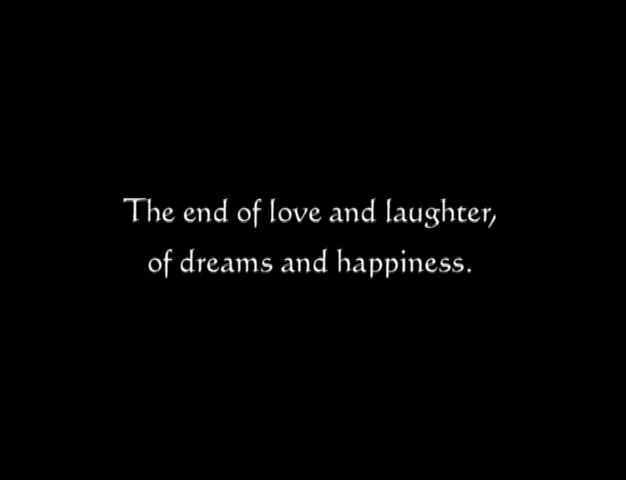 The end of love and laughter,
of dreams and happiness.